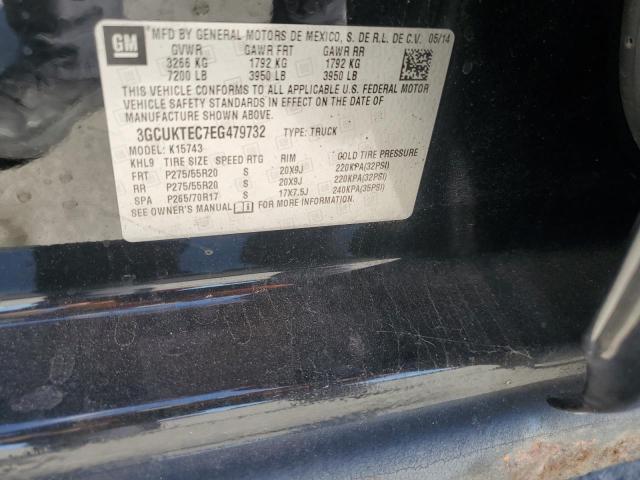 GM
MFD BY GENERAL MOTORS DE MEXICO, S. DE R.L. DE C.V. 05/14
GVWR GAWR FRT GAWR RR
3266 KG 1792 KG 1792 KG
7200 LB 3950 LB 3950 LB
THIS VEHICLE CONFORMS TO ALL APPLICABLE U.S. FEDERAL MOTOR
VEHICLE SAFETY STANDARDS IN EFFECT ON THE DATE OF
MANUFACTURE SHOWN ABOVE.
3GCUKTEC7EG479732 TYPE: TRUCK
MODEL: K15743
KHL9 TIRE SIZE SPEED RTG RIM COLD TIRE PRESSURE
FRT P275/55R20 S 20X9J 220KPA(32PSI)
RR P275/55R20 S 20X9J 220KPA(32PSI)
SPA P265/70R17 S 17X7.5J 240KPA(35PSI)
SEE OWNER'S MANUAL FOR MORE INFORMATION.